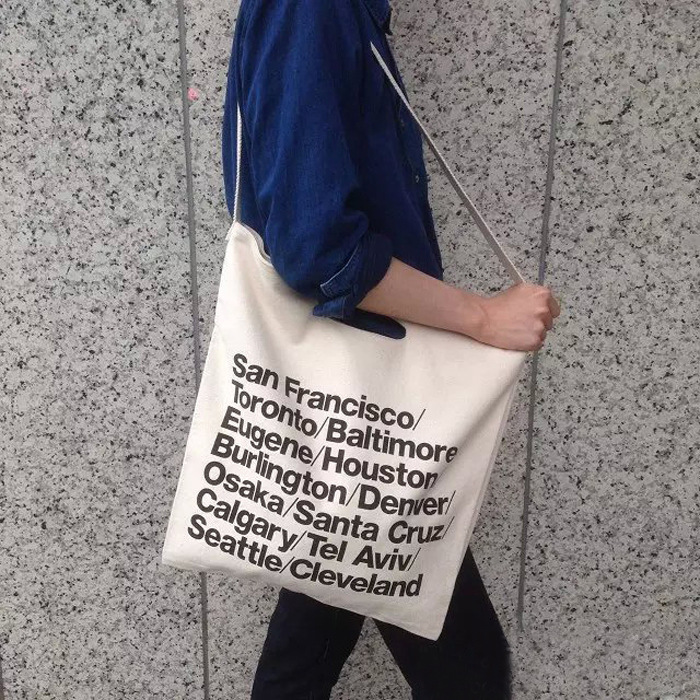 San Francisco/
Toronto/Baltimore
Eugene/Houston
Burlington/Denver/
Osaka/Santa Cruz/
Calgary/Tel Aviv/
Seattle/Cleveland